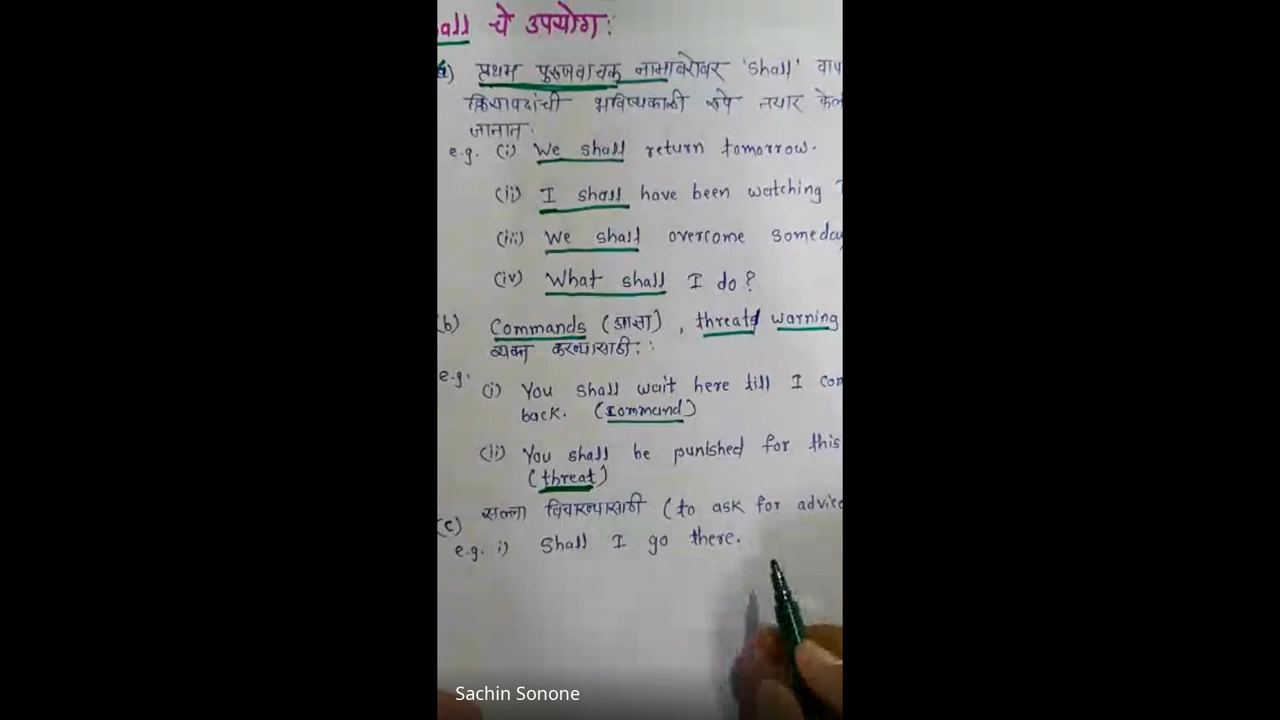 all चे उपयोग:
a) प्रथम पुरुषवाचक नामाबरोबर 'shall' वाप
क्रियापदांची भविष्यकाळी रुपे तयार केल
जातात.
e.g. (i) We shall return tomorrow.
(ii) I shall have been watching
(iii) We shall overcome someday
(iv) What shall I do?
(b) Commands (आज्ञा), threats warning
व्यक्त करण्यासाठी:
e.g. (i) You shall wait here till I com
back. (command)
(ii) You shall be punished for this
(threat)
(c) सल्ला विचारण्यासाठी (to ask for advice
e.g. i) Shall I go there.
Sachin Sonone